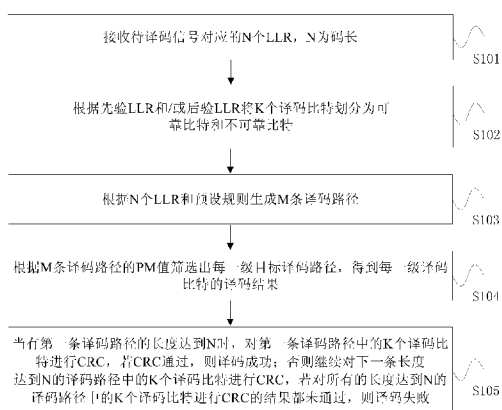 接收待译码信号对应的N个LLR，N为码长
S101
根据先验LLR和/或后验LLR将K个译码比特划分为可
靠比特和不可靠比特
S102
根据N个LLR和预设规则生成M条译码路径
S103
根据M条译码路径的PM值筛选出每一级目标译码路径，得到每一级译码
比特的译码结果
S104
当有第一条译码路径的长度达到N时，对第一条译码路径中的K个译码比
特进行CRC，若CRC通过，则译码成功；否则继续对下一条长度
达到N的译码路径中的K个译码比特进行CRC，若对所有的长度达到N的
译码路径中的K个译码比特进行CRC的结果都未通过，则译码失败
S105